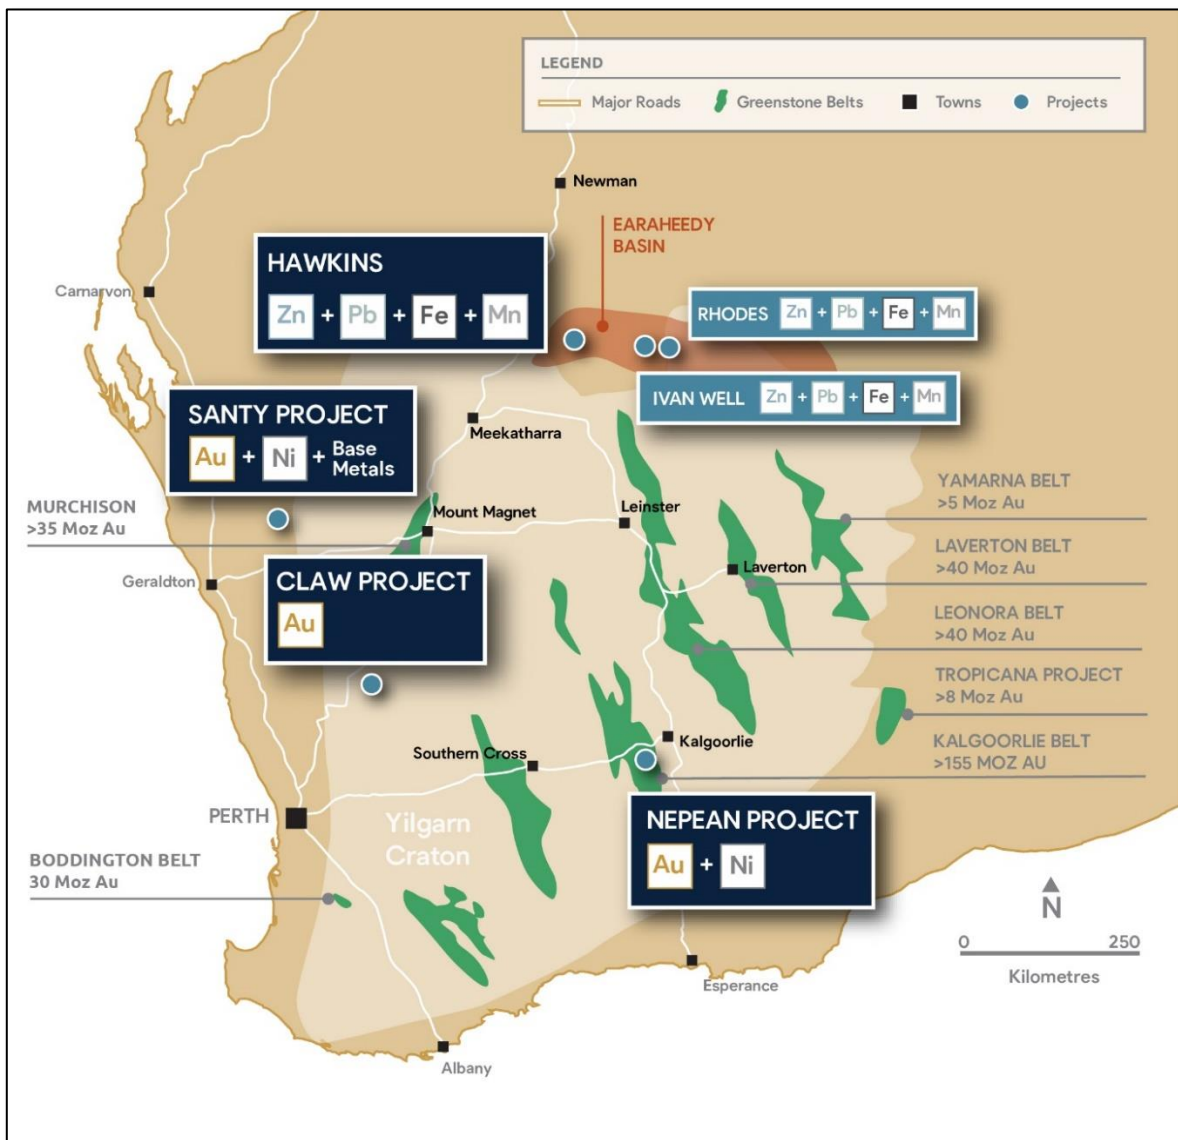 LEGEND
Major Roads
Greenstone Belts
Towns
Projects
Newman
EARAHEEDY
BASIN
HAWKINS
Zn + Pb + Fe + Mn
Carnarvon
RHODES Zn + Pb + Fe + Mn
IVAN WELL Zn + Pb + Fe + Mn
SANTY PROJECT
Au + Ni + Base
Metals
Meekatharra
MURCHISON
>35 Moz Au
Mount Magnet
Leinster
YAMARNA BELT
>5 Moz Au
LAVERTON BELT
>40 Moz Au
Geraldton
CLAW PROJECT
Au
Laverton
LEONORA BELT
>40 Moz Au
TROPICANA PROJECT
>8 Moz Au
KALGOORLIE BELT
>155 MOZ AU
Kalgoorlie
Southern Cross
PERTH
Yilgarn
Craton
NEPEAN PROJECT
Au + Ni
BODDINGTON BELT
30 Moz Au
N
0 250
Kilometres
Esperance
Albany